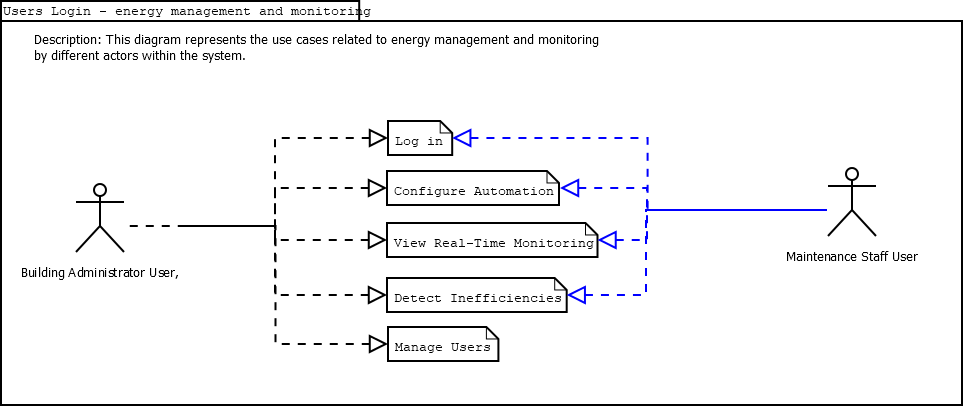 Users Login - energy management and monitoring
Description: This diagram represents the use cases related to energy management and monitoring
by different actors within the system.
Log in
Configure Automation
View Real-Time Monitoring
Detect Inefficiencies
Manage Users
Building Administrator User,
Maintenance Staff User